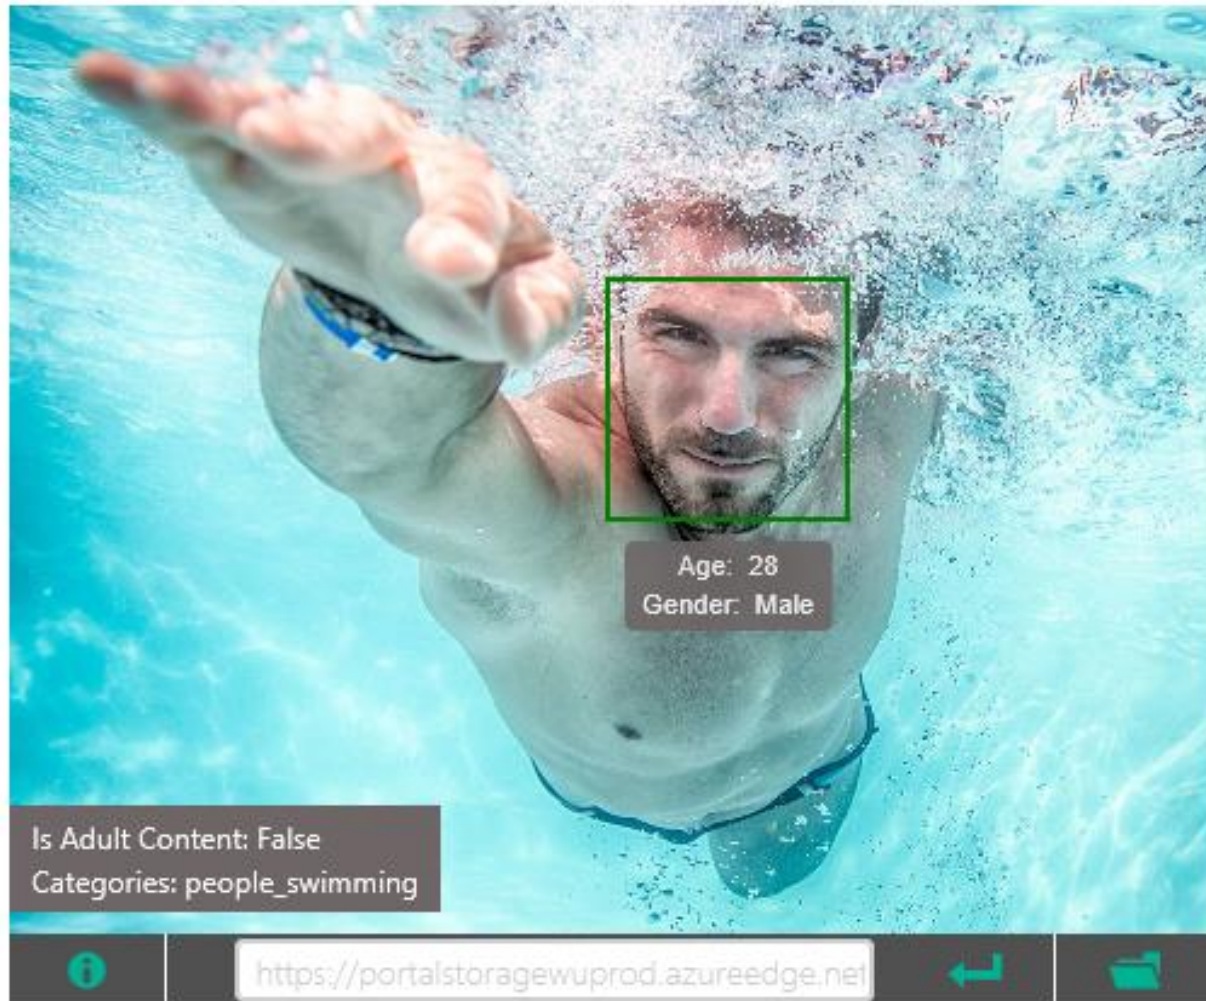 Age: 28
Gender: Male
Is Adult Content: False
Categories: people_swimming
https://portalstoragewuprod.azureedge.net